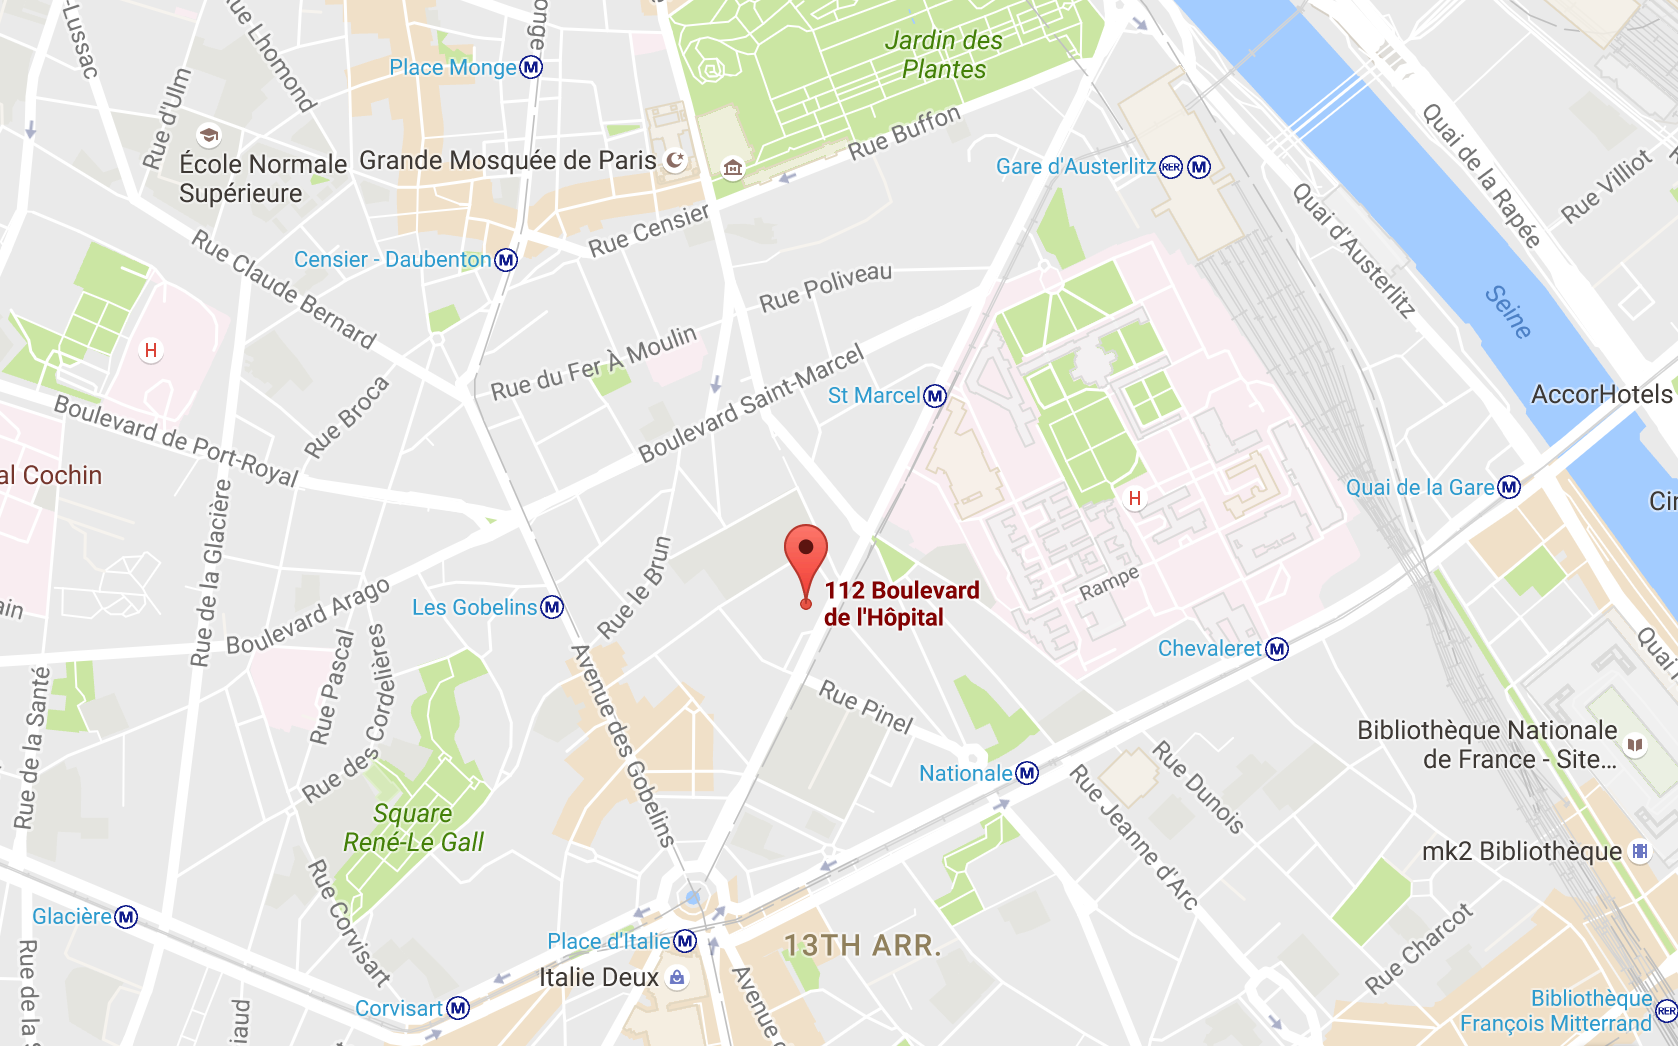 -Lussac
Rue Lhomond
onge
Jardin des
Plantes
Place Monge
Rue d'Ulm
Quai de la Rapée
Rue Buffon
École Normale
Supérieure
Grande Mosquée de Paris
Gare d'Austerlitz
RER
Rue Villiot
Rue Censier
Quai d'Austerlitz
Rue Claude Bernard
Censier - Daubenton
Rue Poliveau
Seine
H
Rue du Fer À Moulin
Boulevard Saint-Marcel
St Marcel
AccorHotels
Rue Broca
Boulevard de Port-Royal
al Cochin
Quai de la Gare
H
Cin
Rue de la Glacière
Rue le Brun
112 Boulevard
de l'Hôpital
Rampe
ain
Boulevard Arago
Les Gobelins
Chevaleret
Quai
Rue Pascal
Rue des Cordelières
Avenue des Gobelins
Rue Pinel
Rue de la Santé
Bibliothèque Nationale
de France - Site...
Nationale
Rue Dunois
Rue Jeanne d'Arc
Square
René-Le Gall
mk2 Bibliothèque
Rue Corvisart
Glacière
Place d'Italie
13TH ARR.
Rue Charcot
Italie Deux
Avenue
Rue de la
iaud
Corvisart
Bibliothèque
François Mitterrand
RER